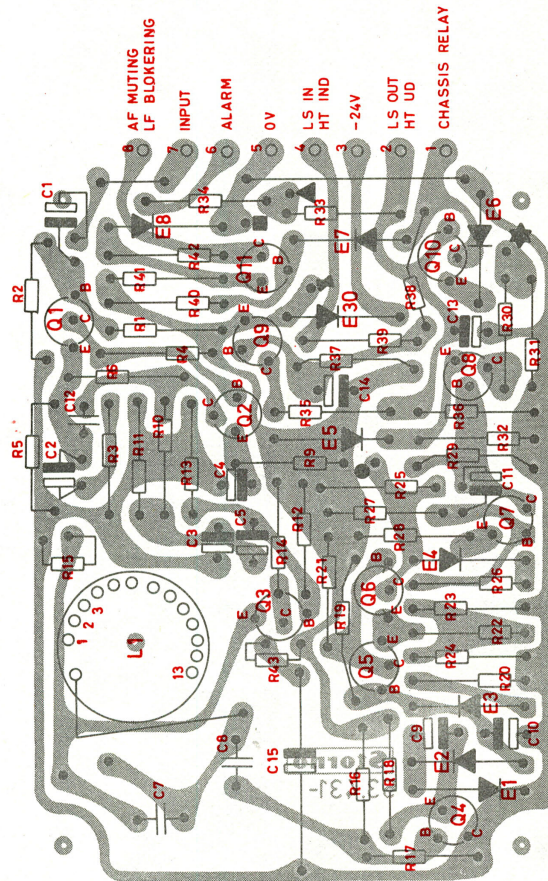 AF MUTING
LF BLOKERING
INPUT
ALARM
0V
LS IN
HT IND
-24V
LS OUT
HT UD
CHASSIS RELAY
8
7
6
5
4
3
2
1
C1
R34
E8
R33
E7
E6
R2
R42
Q11
C
B
E
Q10
B
C
E
R41
R38
Q1
B
C
E
R1
R40
Q9
C
B
E
E30
R39
C13
R30
R6
R4
R37
Q8
E
B
C
R31
C12
R5
C2
R3
R11
R10
R13
Q2
B
C
E
R35
C14
R36
E5
R9
R29
R32
C4
C11
C3
C5
R14
R12
R27
R25
R28
Q7
C
B
E
R15
R21
E4
R26
1
2
3
L1
13
Q3
E
C
B
R19
Q6
B
C
E
R23
R22
R43
Q5
E
C
B
R24
R20
E3
C8
C15
Storno
C9
C10
C7
R16
R18
E2
E1
R17
Q4
E
B
C